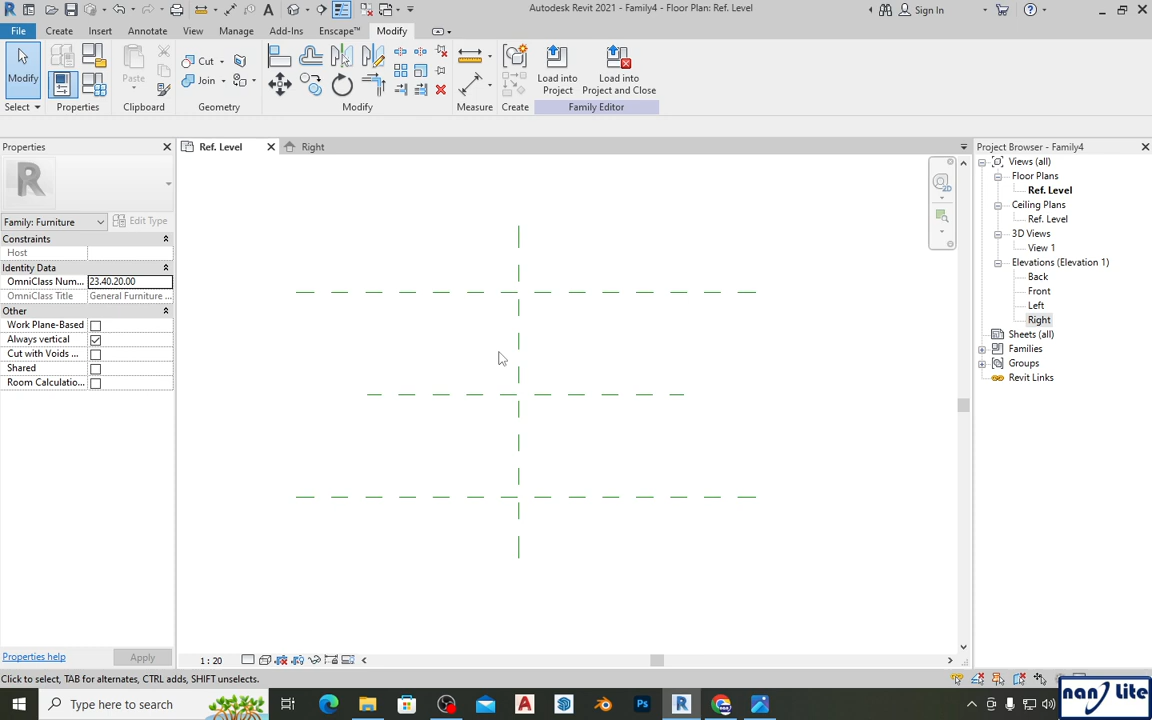 Autodesk Revit 2021 - Family4 - Floor Plan: Ref. Level
Sign In
File Create Insert Annotate View Manage Add-Ins Enscape™ Modify
Modify
Paste
Cut
Join
Load into
Project
Load into
Project and Close
Select Properties Clipboard Geometry Modify Measure Create Family Editor
Properties
Ref. Level
Right
Project Browser - Family4
Family: Furniture
Edit Type
Constraints
Host
Identity Data
OmniClass Num... 23.40.20.00
OmniClass Title General Furniture ...
Other
Work Plane-Based
Always vertical
Cut with Voids ...
Shared
Room Calculatio...
Properties help
Apply
Views (all)
Floor Plans
Ref. Level
Ceiling Plans
Ref. Level
3D Views
View 1
Elevations (Elevation 1)
Back
Front
Left
Right
Sheets (all)
Families
Groups
Revit Links
2D
1 : 20
Click to select, TAB for alternates, CTRL adds, SHIFT unselects.
Type here to search
nanJ lite